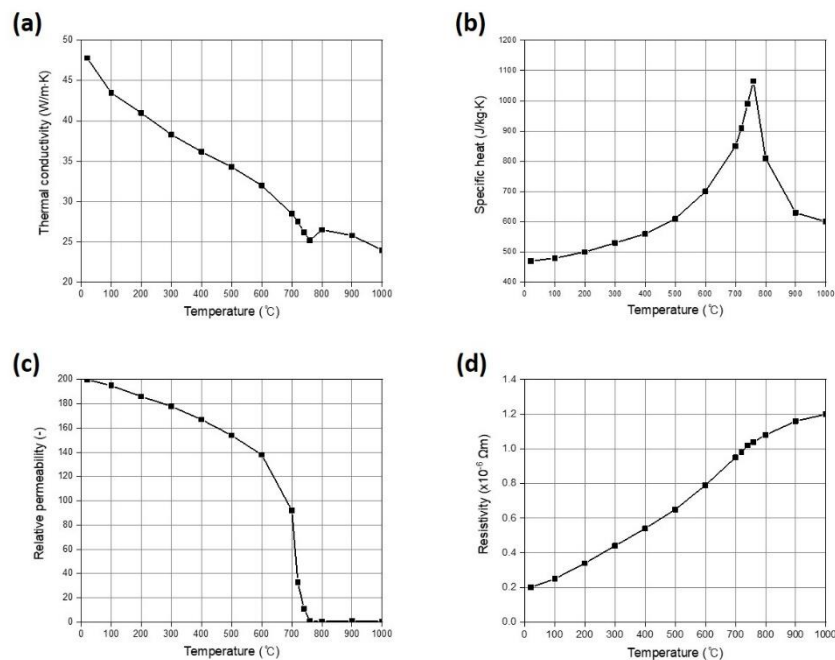 (a)
50
45
40
35
30
25
20
Thermal conductivity (W/m·K)
0 100 200 300 400 500 600 700 800 900 1000
Temperature (℃)
(b)
1200
1100
1000
900
800
700
600
500
400
Specific heat (J/kg·K)
0 100 200 300 400 500 600 700 800 900 1000
Temperature (℃)
(c)
200
180
160
140
120
100
80
60
40
20
0
Relative permeability (-)
0 100 200 300 400 500 600 700 800 900 1000
Temperature (℃)
(d)
1.4
1.2
1.0
0.8
0.6
0.4
0.2
0.0
Resistivity (x10⁻⁶ Ωm)
0 100 200 300 400 500 600 700 800 900 1000
Temperature (℃)